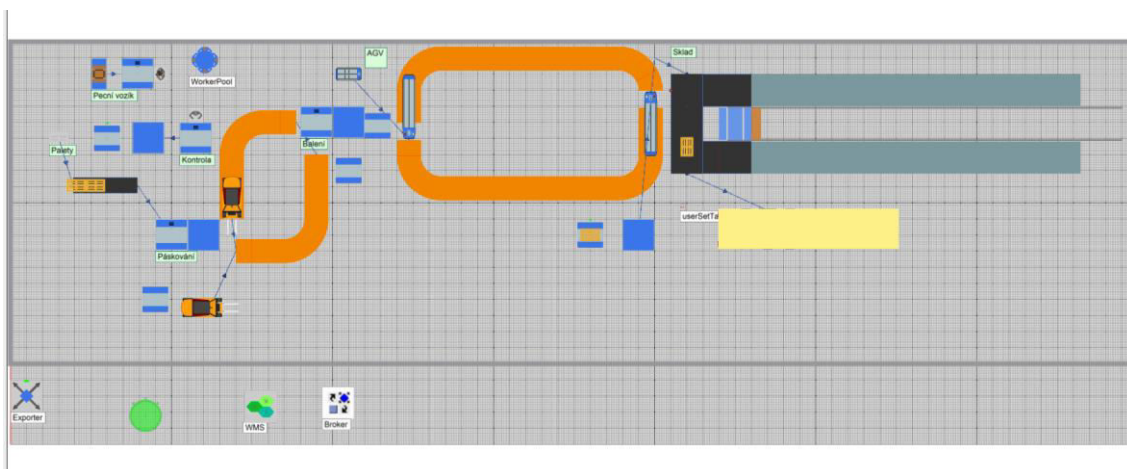 AGV
Sklad
WorkerPool
Pecní vozík
Balení
Palety
Kontrola
userSetTa
Páskování
Exporter
WMS
Broker